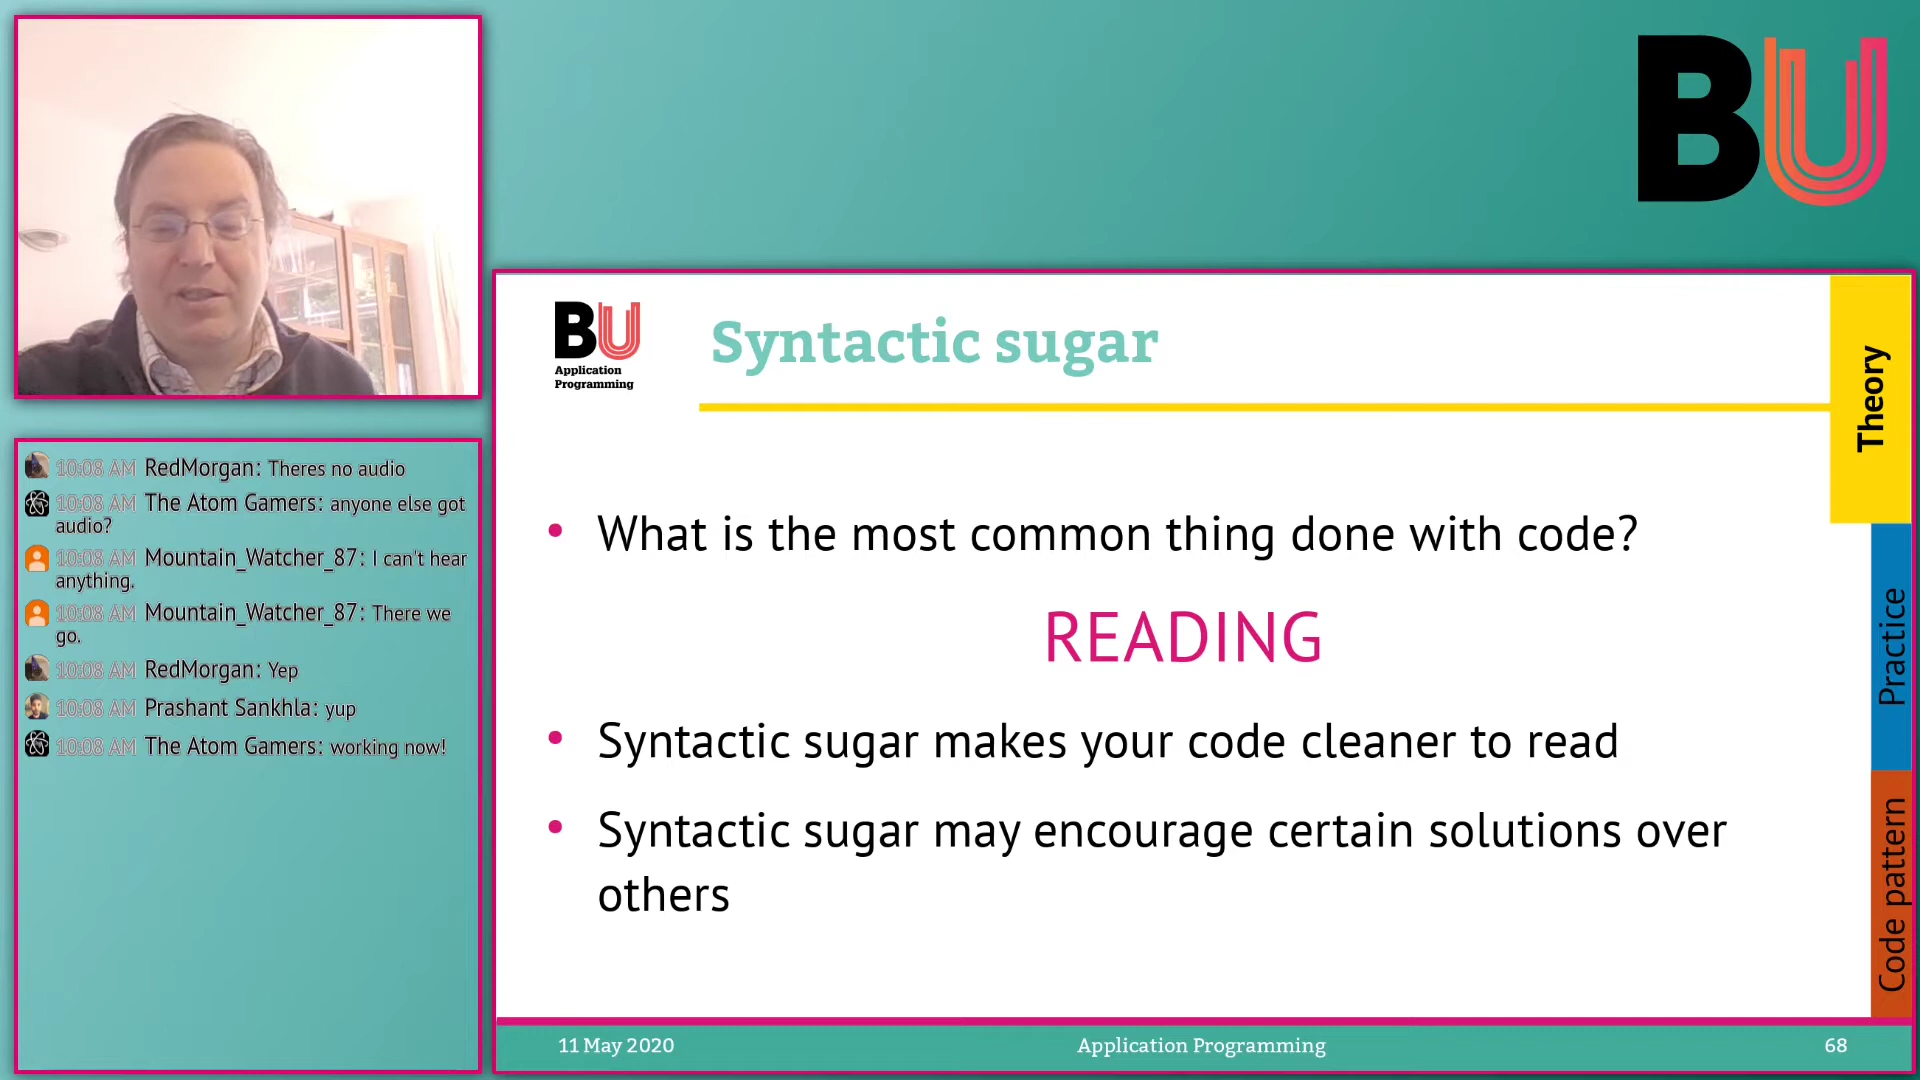 BU
10:08 AM RedMorgan: Theres no audio
10:08 AM The Atom Gamers: anyone else got
audio?
10:08 AM Mountain_Watcher_87: I can't hear
anything.
10:08 AM Mountain_Watcher_87: There we
go.
10:08 AM RedMorgan: Yep
10:08 AM Prashant Sankhla: yup
10:08 AM The Atom Gamers: working now!
BU
Application
Programming
Syntactic sugar
• What is the most common thing done with code?
READING
• Syntactic sugar makes your code cleaner to read
• Syntactic sugar may encourage certain solutions over
others
Theory
Practice
Code pattern
11 May 2020
Application Programming
68